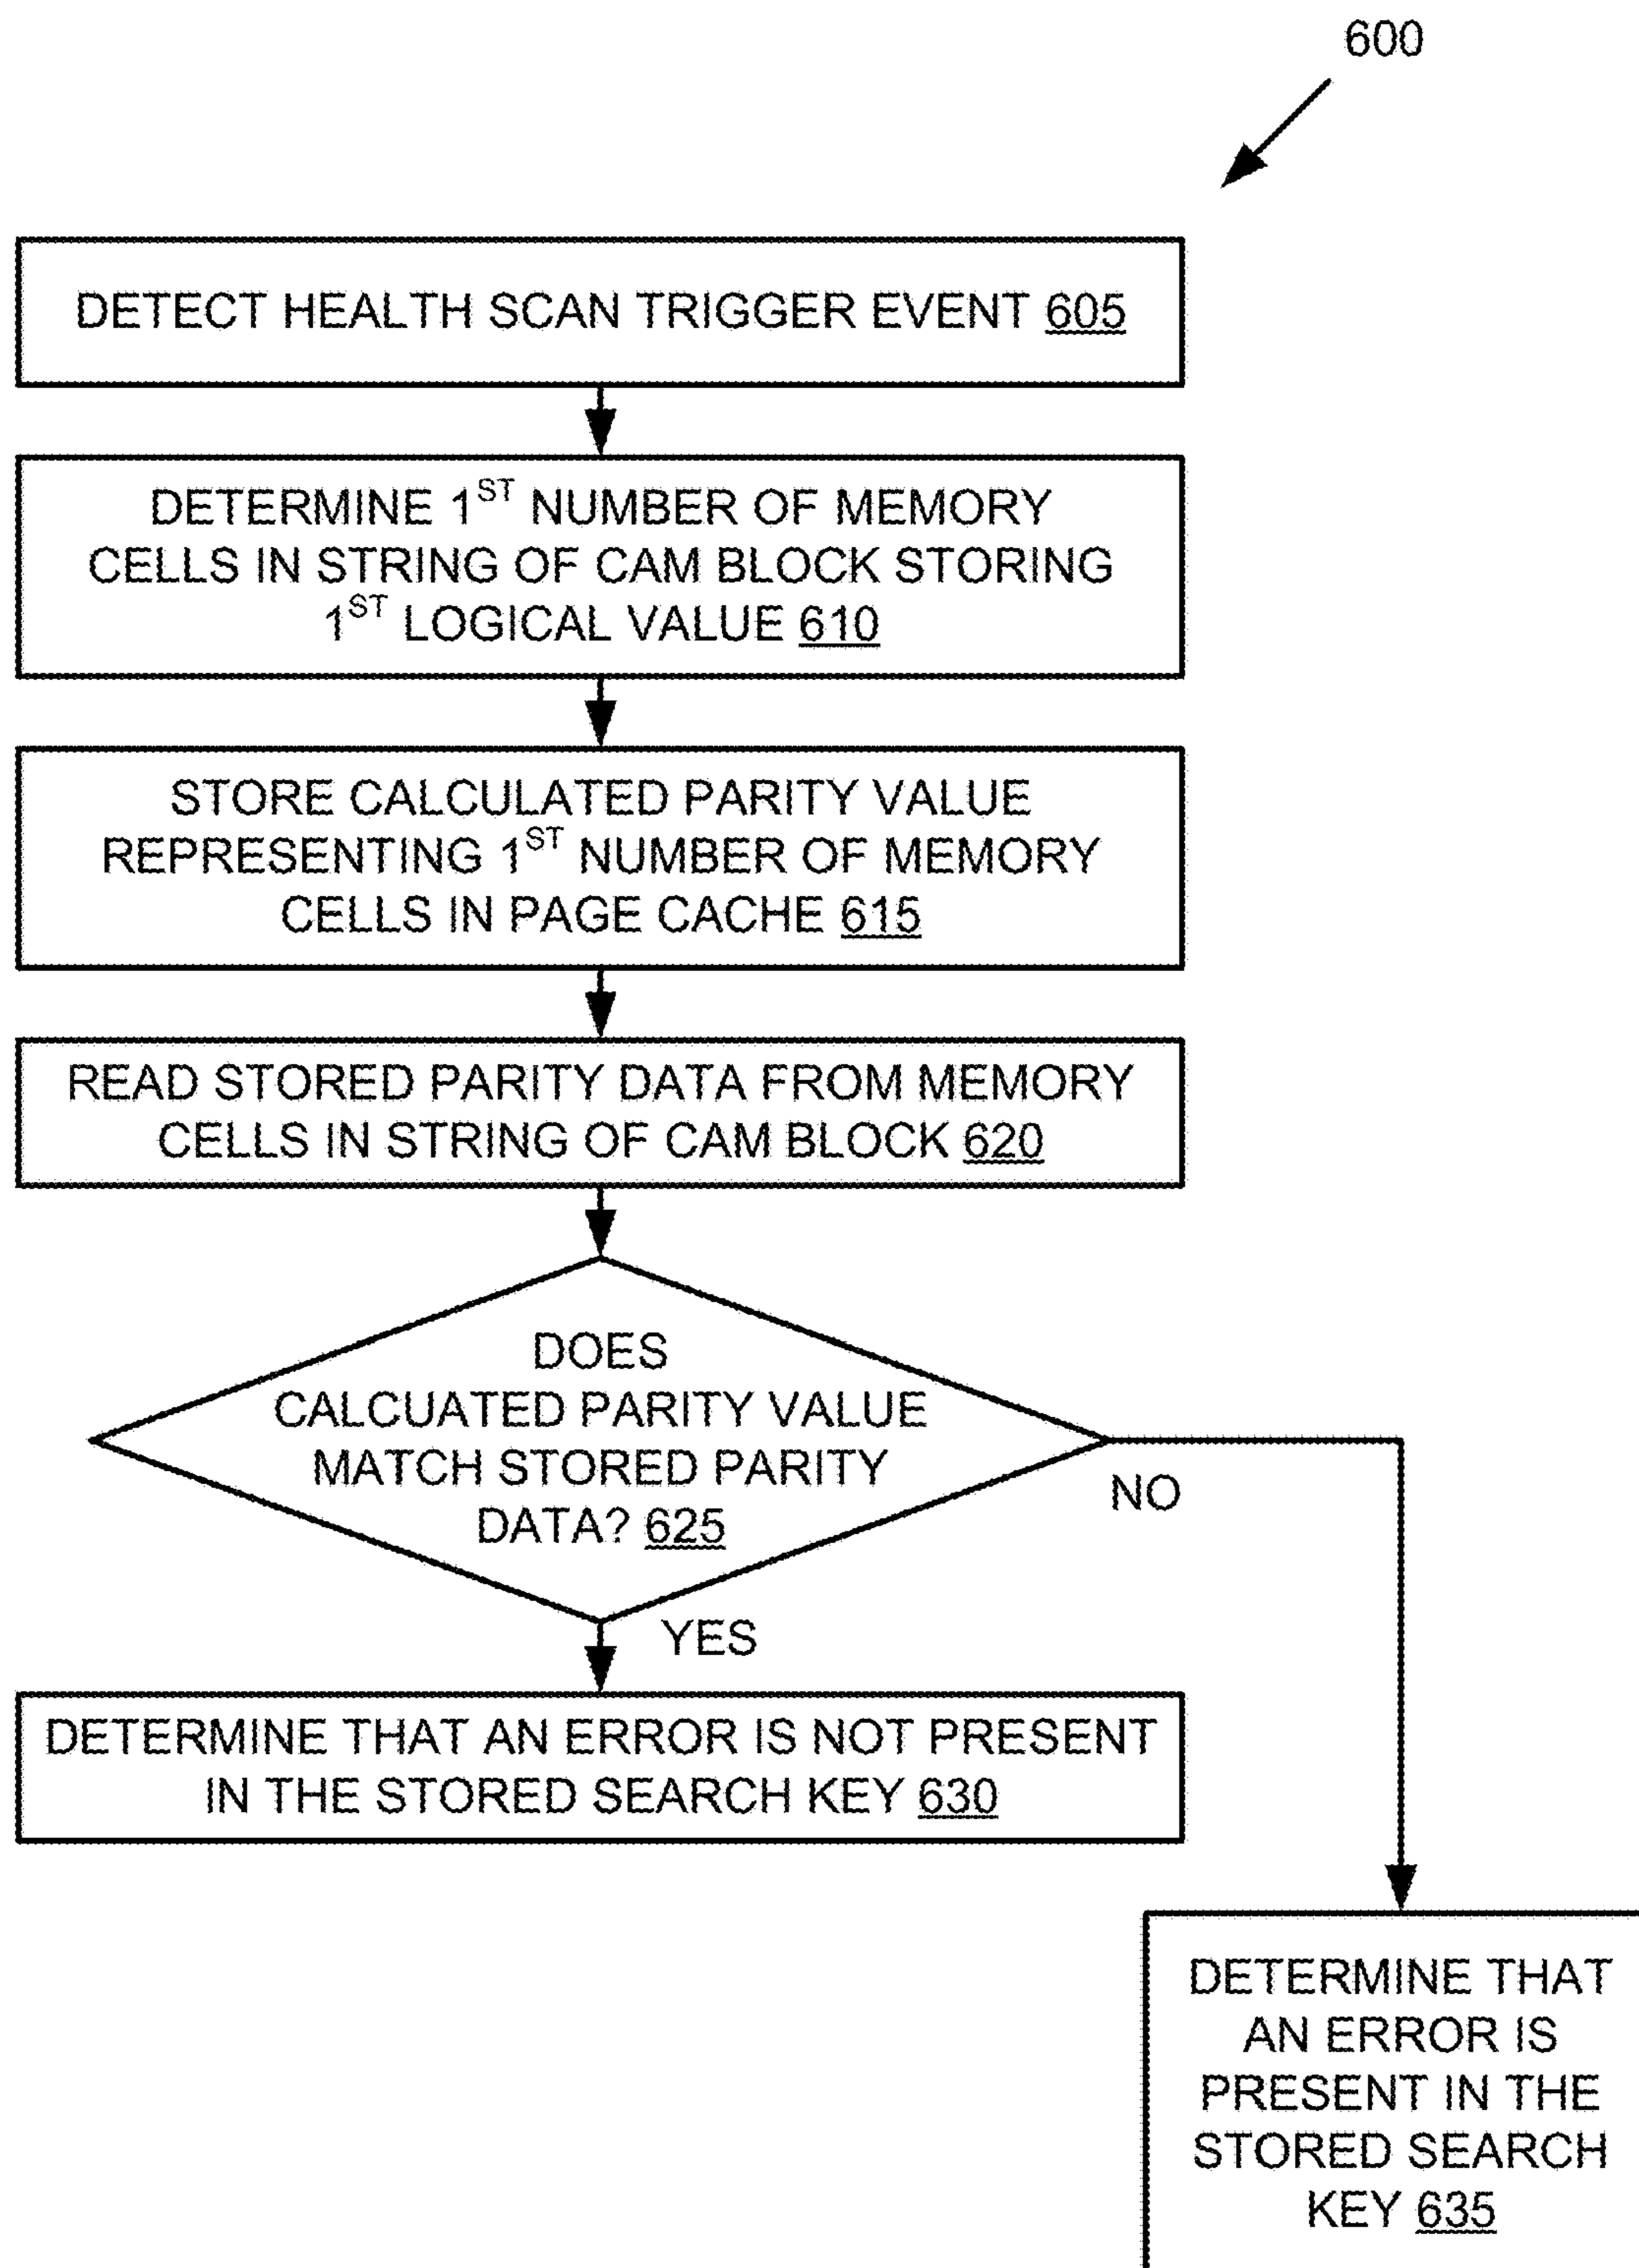 600
DETECT HEALTH SCAN TRIGGER EVENT 605
DETERMINE 1ST NUMBER OF MEMORY
CELLS IN STRING OF CAM BLOCK STORING
1ST LOGICAL VALUE 610
STORE CALCULATED PARITY VALUE
REPRESENTING 1ST NUMBER OF MEMORY
CELLS IN PAGE CACHE 615
READ STORED PARITY DATA FROM MEMORY
CELLS IN STRING OF CAM BLOCK 620
DOES
CALCUATED PARITY VALUE
MATCH STORED PARITY
DATA? 625
NO
YES
DETERMINE THAT AN ERROR IS NOT PRESENT
IN THE STORED SEARCH KEY 630
DETERMINE THAT
AN ERROR IS
PRESENT IN THE
STORED SEARCH
KEY 635